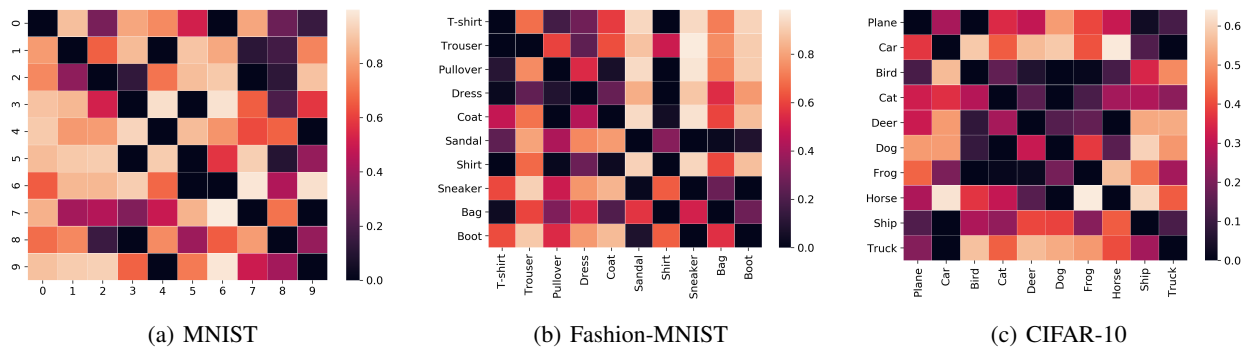 0
1
2
3
4
5
6
7
8
9
0 1 2 3 4 5 6 7 8 9
0.8
0.6
0.4
0.2
0.0
(a) MNIST
T-shirt
Trouser
Pullover
Dress
Coat
Sandal
Shirt
Sneaker
Bag
Boot
T-shirt Trouser Pullover Dress Coat Sandal Shirt Sneaker Bag Boot
0.8
0.6
0.4
0.2
0.0
(b) Fashion-MNIST
Plane
Car
Bird
Cat
Deer
Dog
Frog
Horse
Ship
Truck
Plane Car Bird Cat Deer Dog Frog Horse Ship Truck
0.6
0.5
0.4
0.3
0.2
0.1
0.0
(c) CIFAR-10